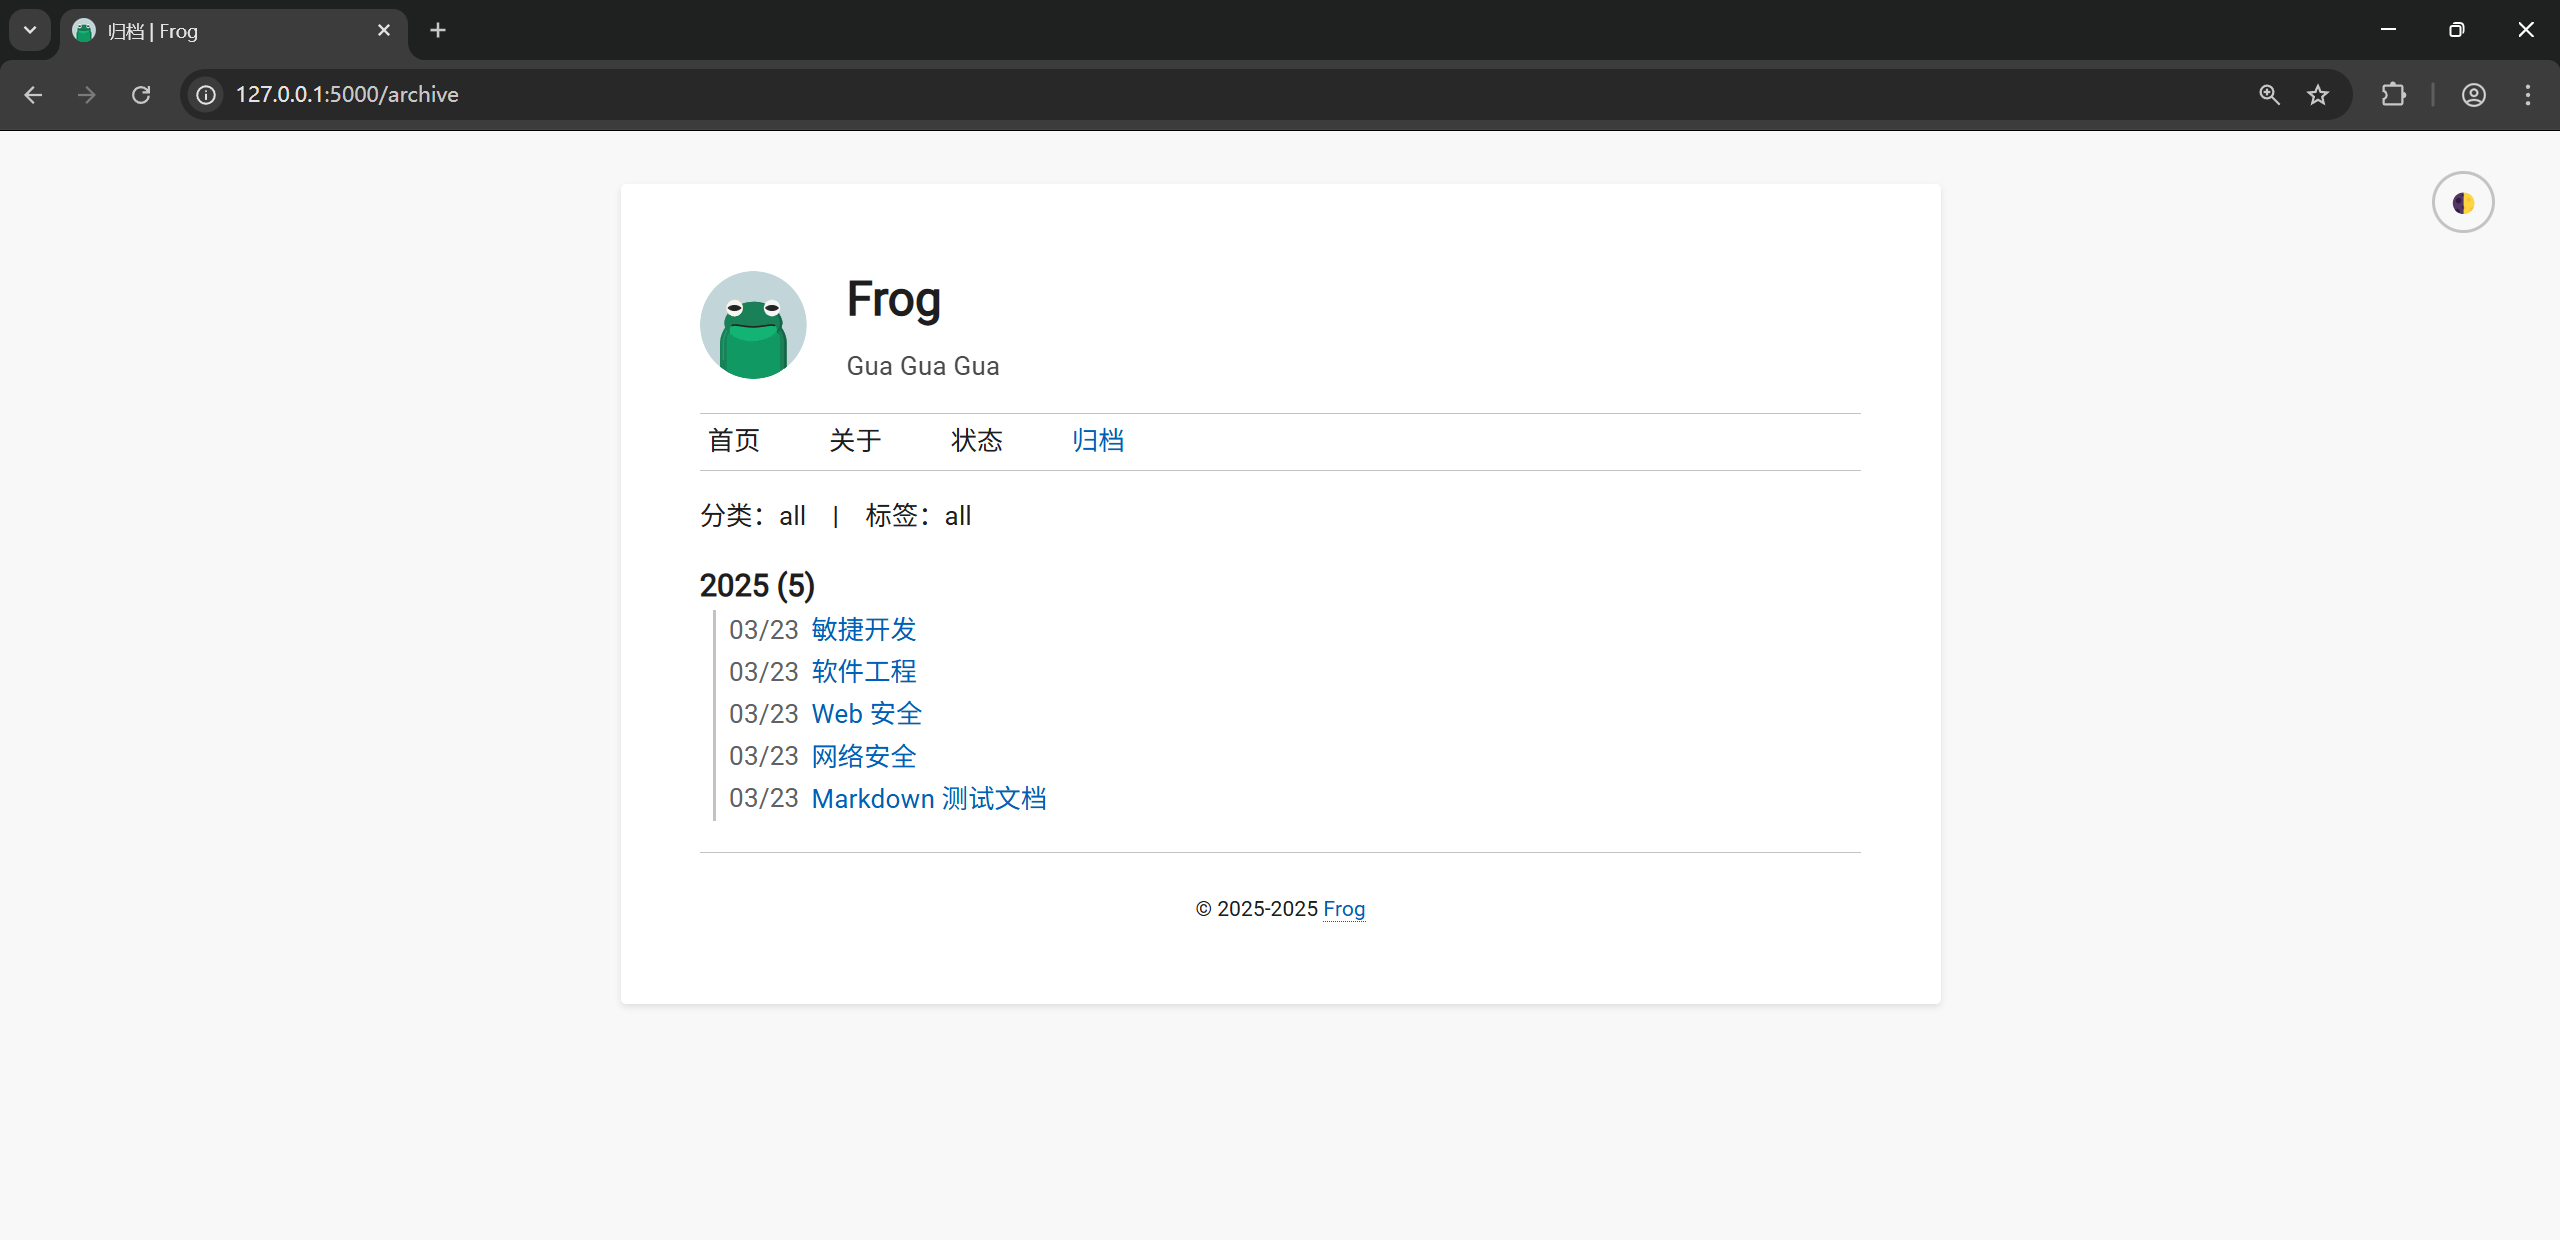 归档 | Frog
127.0.0.1:5000/archive
Frog
Gua Gua Gua
首页 关于 状态 归档
分类：all | 标签：all
2025 (5)
03/23 敏捷开发
03/23 软件工程
03/23 Web 安全
03/23 网络安全
03/23 Markdown 测试文档
© 2025-2025 Frog